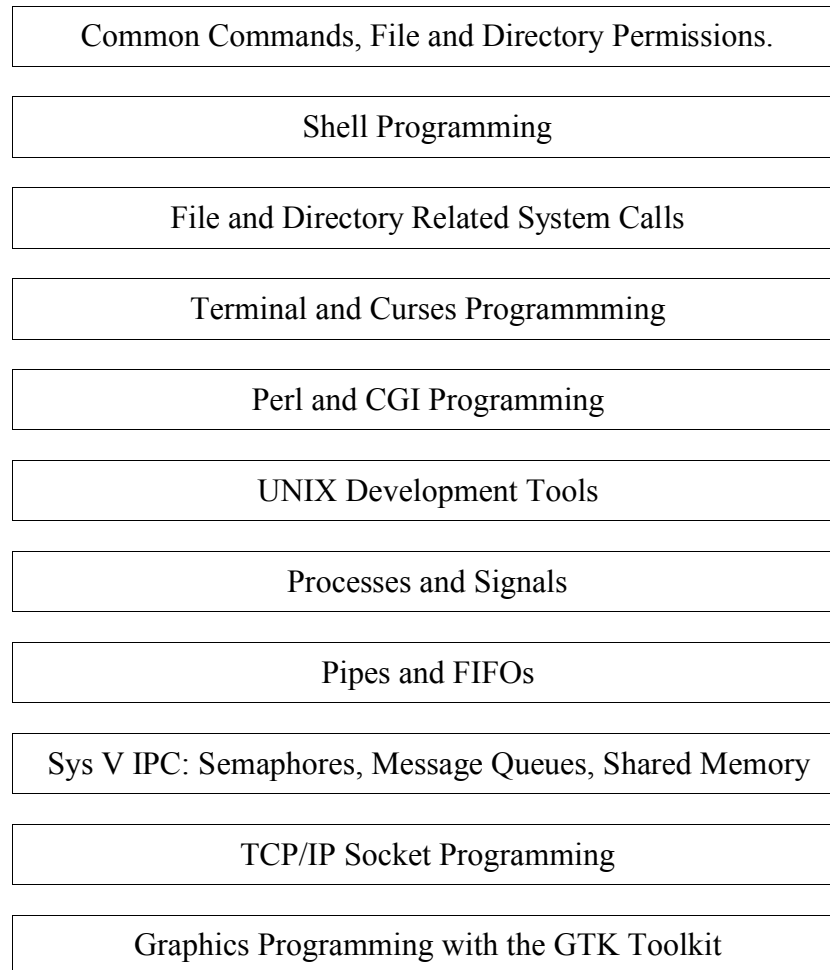 Common Commands, File and Directory Permissions.
Shell Programming
File and Directory Related System Calls
Terminal and Curses Programmming
Perl and CGI Programming
UNIX Development Tools
Processes and Signals
Pipes and FIFOs
Sys V IPC: Semaphores, Message Queues, Shared Memory
TCP/IP Socket Programming
Graphics Programming with the GTK Toolkit